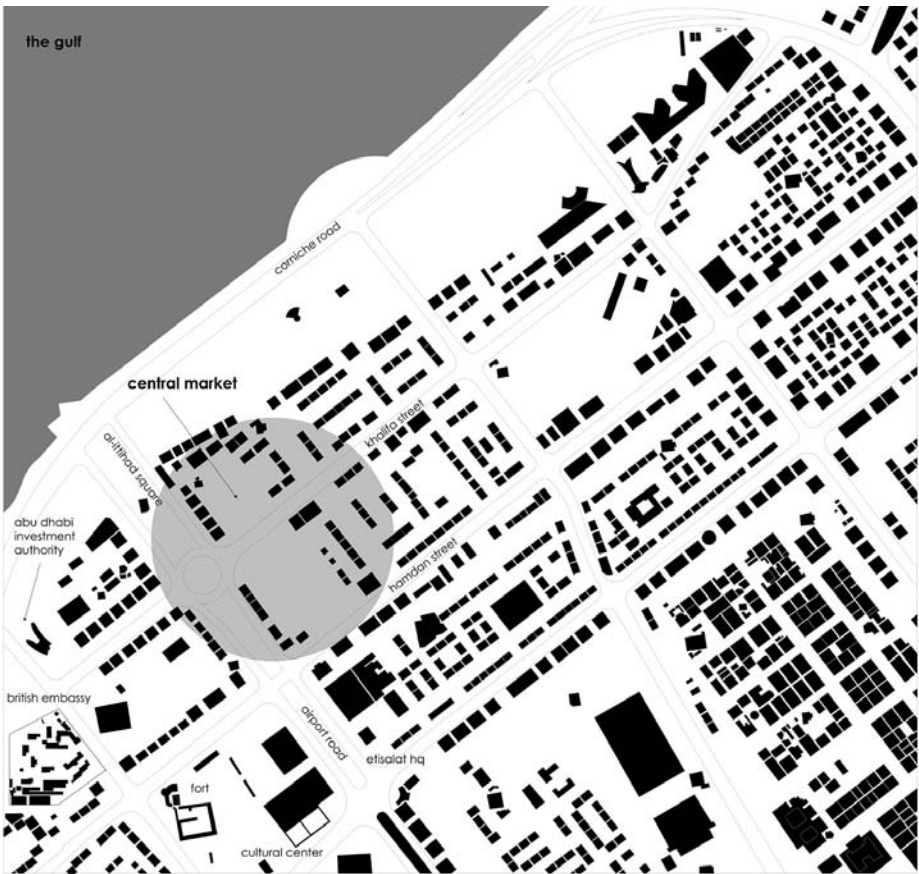 the gulf
corniche road
central market
khalifa street
al-ittihad square
abu dhabi
investment
authority
hamdan street
british embassy
airport road
etisalat hq
fort
cultural center